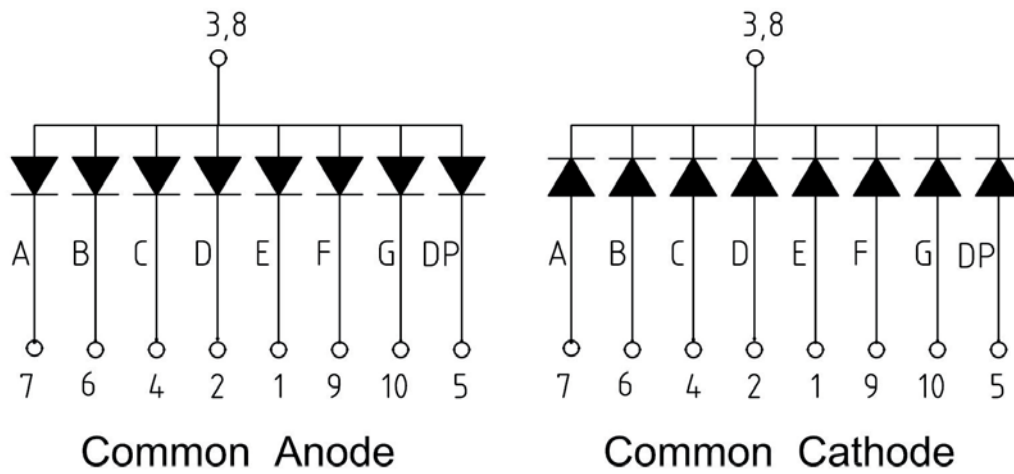 3,8 3,8
A B C D E F G DP A B C D E F G DP
7 6 4 2 1 9 10 5 7 6 4 2 1 9 10 5
Common Anode Common Cathode